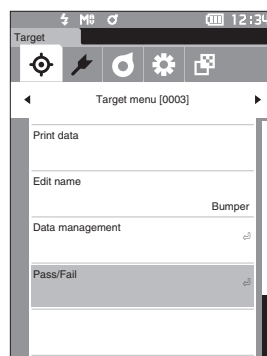 M 12:34
Target
Target menu [0003]
Print data
Edit name
Bumper
Data management
Pass/Fail